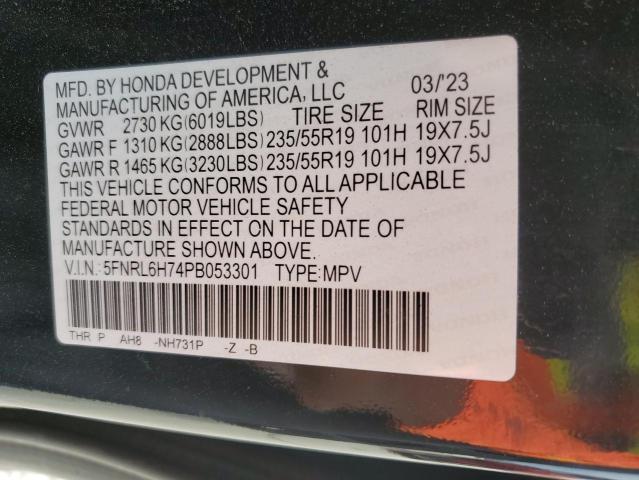 MFD. BY HONDA DEVELOPMENT &
MANUFACTURING OF AMERICA, LLC 03/'23
GVWR 2730 KG(6019LBS) TIRE SIZE RIM SIZE
GAWR F 1310 KG(2888LBS) 235/55R19 101H 19X7.5J
GAWR R 1465 KG(3230LBS) 235/55R19 101H 19X7.5J
THIS VEHICLE CONFORMS TO ALL APPLICABLE
FEDERAL MOTOR VEHICLE SAFETY
STANDARDS IN EFFECT ON THE DATE OF
MANUFACTURE SHOWN ABOVE.
V.I.N.: 5FNRL6H74PB053301 TYPE:MPV
THR P AH8 -NH731P -Z -B